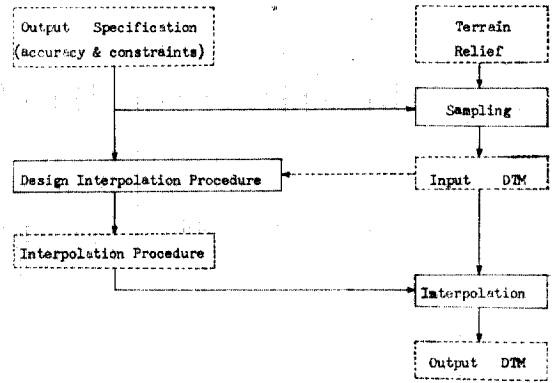 Output Specification
(accuracy & constraints)
Terrain
Relief
Sampling
Design Interpolation Procedure
Input DTM
Interpolation Procedure
Interpolation
Output DTM